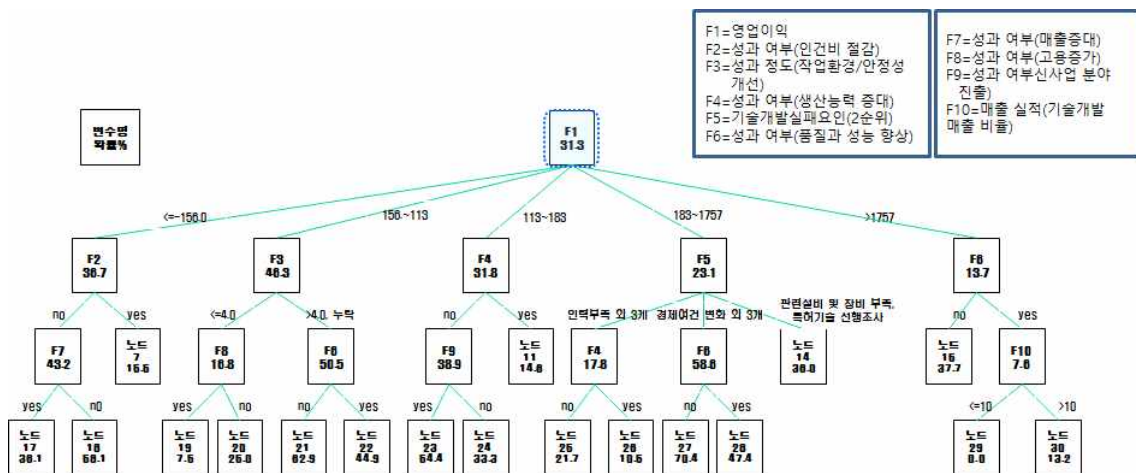 F1=영업이익
F2=성과 여부(인건비 절감)
F3=성과 정도(작업환경/안정성
개선)
F4=성과 여부(생산능력 증대)
F5=기술개발실패요인(2순위)
F6=성과 여부(품질과 성능 향상)
F7=성과 여부(매출증대)
F8=성과 여부(고용증가)
F9=성과 여부신사업 분야
진출)
F10=매출 실적(기술개발
매출 비율)
변수명
확률%
F1
31.3
<=-156.0
156.~113
113~183
183~1757
>1757
F2
36.7
F3
46.3
F4
31.8
F5
23.1
F6
13.7
no
yes
<=4.0
>4.0, 누락
no
yes
인력부족 외 3개
경제여건 변화 외 3개
관련설비 및 장비 부족,
특허기술 선행조사
no
yes
F7
43.2
노드
7
15.5
F8
16.8
F6
50.5
F9
38.9
노드
11
14.8
F4
17.8
F6
58.6
노드
14
36.0
노드
15
37.7
F10
7.6
yes
n0
yes
no
no
yes
yes
no
no
yes
no
yes
<=10
>10
노드
17
36.1
노드
18
56.1
노드
19
7.5
노드
20
25.0
노드
21
62.9
노드
22
44.9
노드
23
54.4
노드
24
33.3
노드
25
21.7
노드
26
10.5
노드
27
70.4
노드
28
47.4
노드
29
0.0
노드
30
13.2